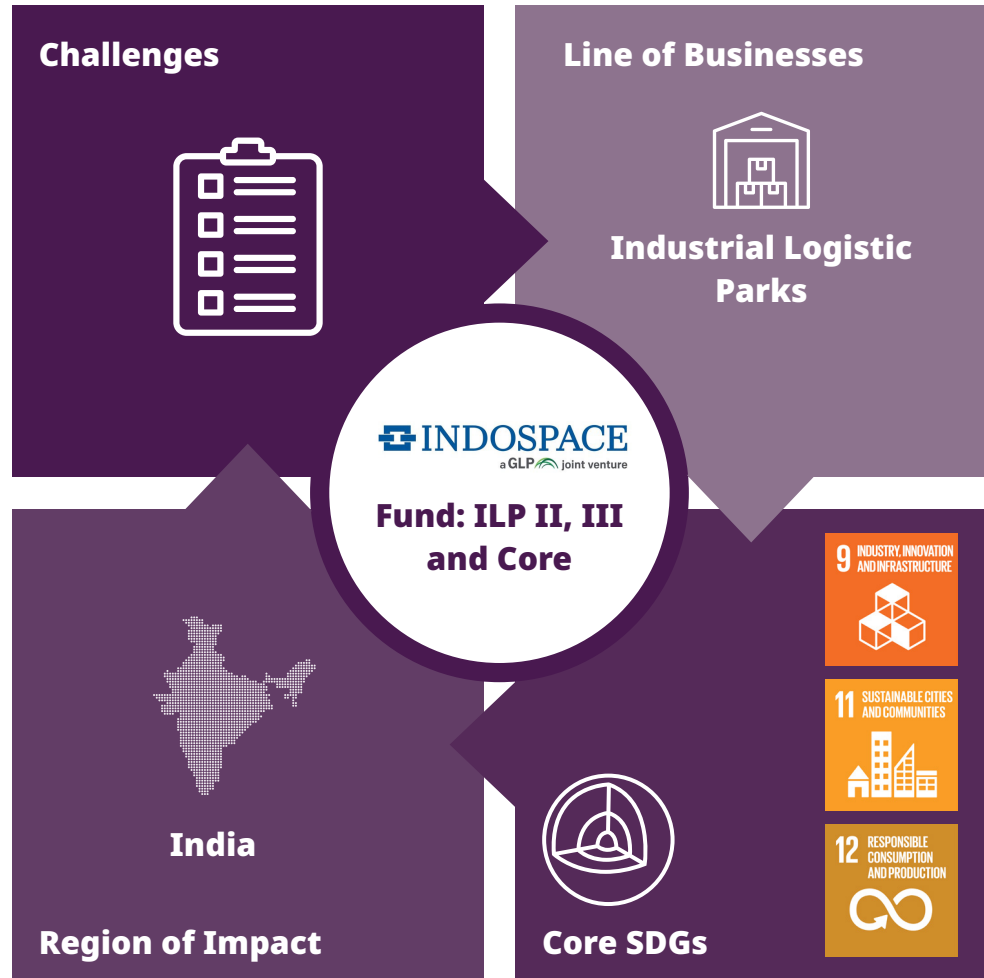 Challenges
Line of Businesses
Industrial Logistic
Parks
INDOSPACE
a GLP joint venture
Fund: ILP II, III
and Core
9 INDUSTRY, INNOVATION
AND INFRASTRUCTURE
11 SUSTAINABLE CITIES
AND COMMUNITIES
12 RESPONSIBLE
CONSUMPTION
AND PRODUCTION
India
Region of Impact
Core SDGs